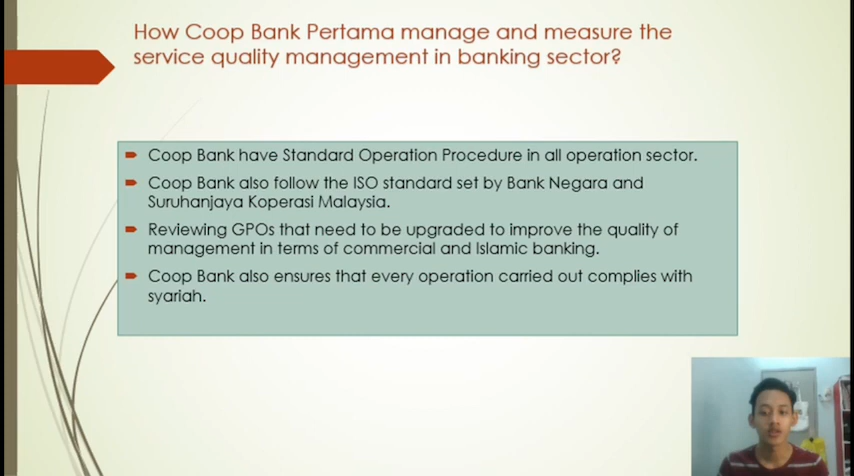 How Coop Bank Pertama manage and measure the
service quality management in banking sector?
Coop Bank have Standard Operation Procedure in all operation sector.
Coop Bank also follow the ISO standard set by Bank Negara and
Suruhanjaya Koperasi Malaysia.
Reviewing GPOs that need to be upgraded to improve the quality of
management in terms of commercial and Islamic banking.
Coop Bank also ensures that every operation carried out complies with
syariah.